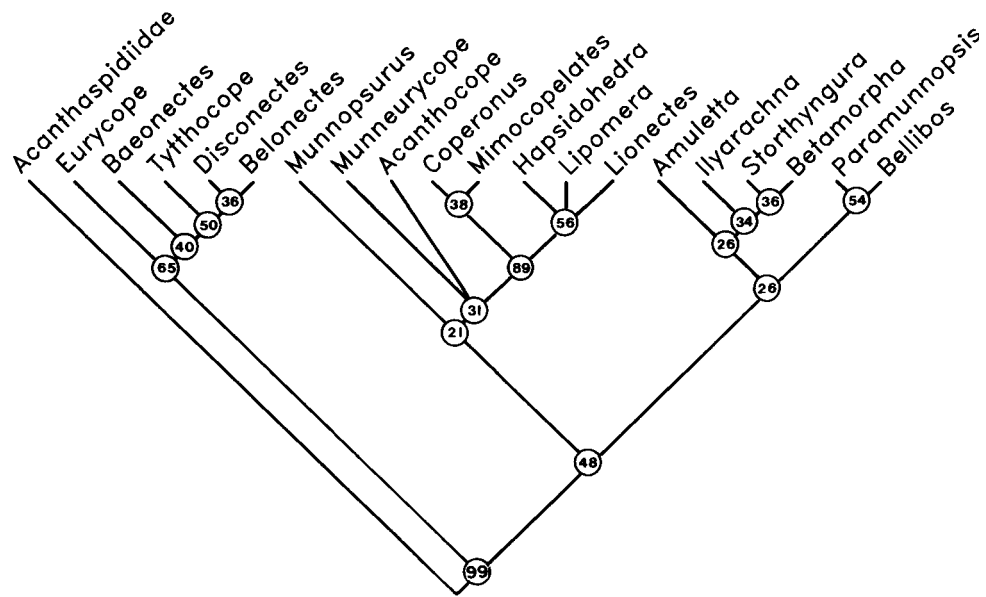 Acanthaspidiidae
Eurycope
Baeonectes
Tytthocope
Disconectes
Belonectes
Munnopsurus
Munneurycope
Acanthocope
Coperonus
Mimocopelates
Hapsidohedra
Lipomera
Lionectes
Amuletta
Ilyarachna
Storthyngura
Betamorpha
Paramunnopsis
Bellibos
36
50
40
65
38
56
89
31
21
36
34
26
54
26
48
99